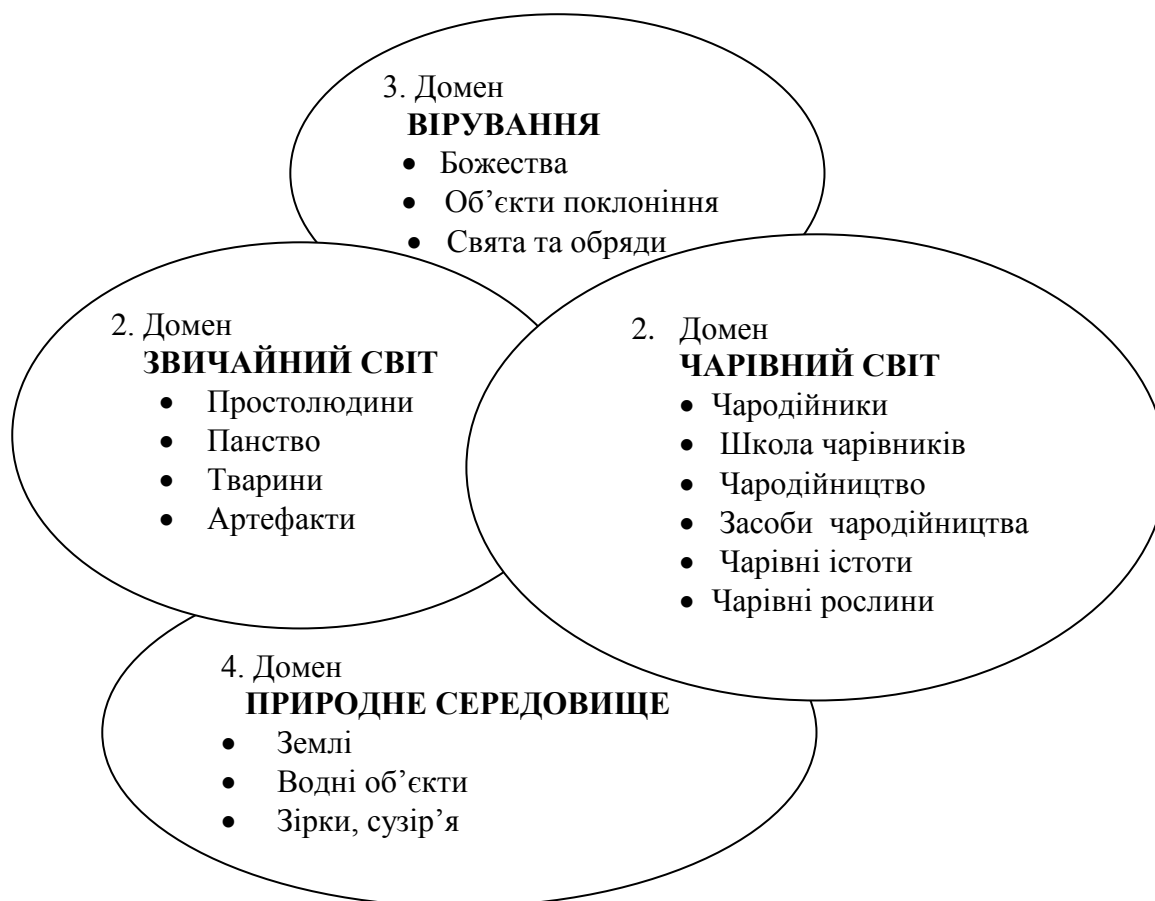 3. Домен
ВІРУВАННЯ
• Божества
• Об’єкти поклоніння
• Свята та обряди
2. Домен
ЗВИЧАЙНИЙ СВІТ
• Простолюдини
• Панство
• Тварини
• Артефакти
2. Домен
ЧАРІВНИЙ СВІТ
• Чародійники
• Школа чарівників
• Чародійництво
• Засоби чародійництва
• Чарівні істоти
• Чарівні рослини
4. Домен
ПРИРОДНЕ СЕРЕДОВИЩЕ
• Землі
• Водні об’єкти
• Зірки, сузір’я